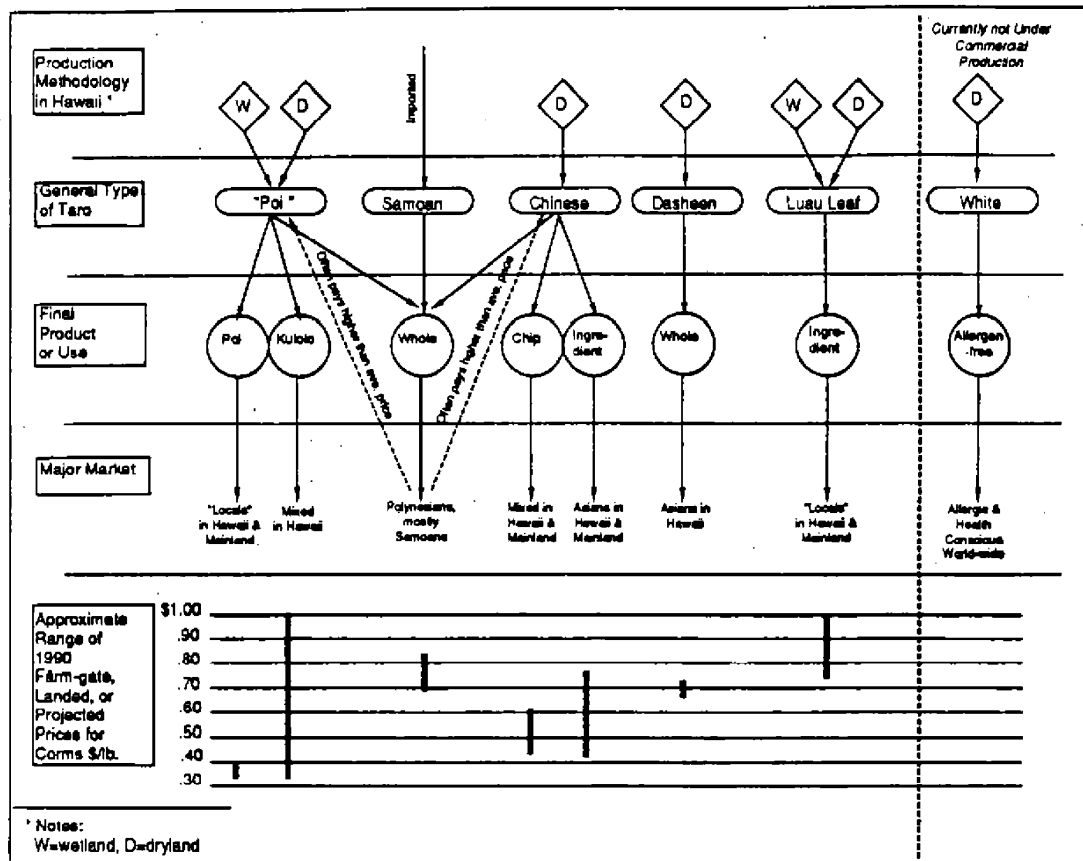 Currently not Under
Commercial
Production
Production
Methodology
in Hawaii *
W
D
Imported
D
D
W
D
D
General Type
of Taro
"Poi"
Samoan
Chinese
Dasheen
Luau Leaf
White
Often pays higher than ave. price
Often pays higher than ave. price
Final
Product
or Use
Poi
Kulolo
Whole
Chip
Ingre-
dient
Whole
Ingre-
dient
Allergen
-free
Major Market
"Locals"
in Hawaii &
Mainland
Mixed
in Hawaii
Polynesians,
mostly
Samoans
Mixed in
Hawaii &
Mainland
Asians in
Hawaii &
Mainland
Asians in
Hawaii
"Locals"
in Hawaii &
Mainland
Allergic &
Health
Conscious
World-wide
Approximate
Range of
1990
Farm-gate,
Landed, or
Projected
Prices for
Corms $/lb.
$1.00
.90
.80
.70
.60
.50
.40
.30
* Notes:
W=wetland, D=dryland